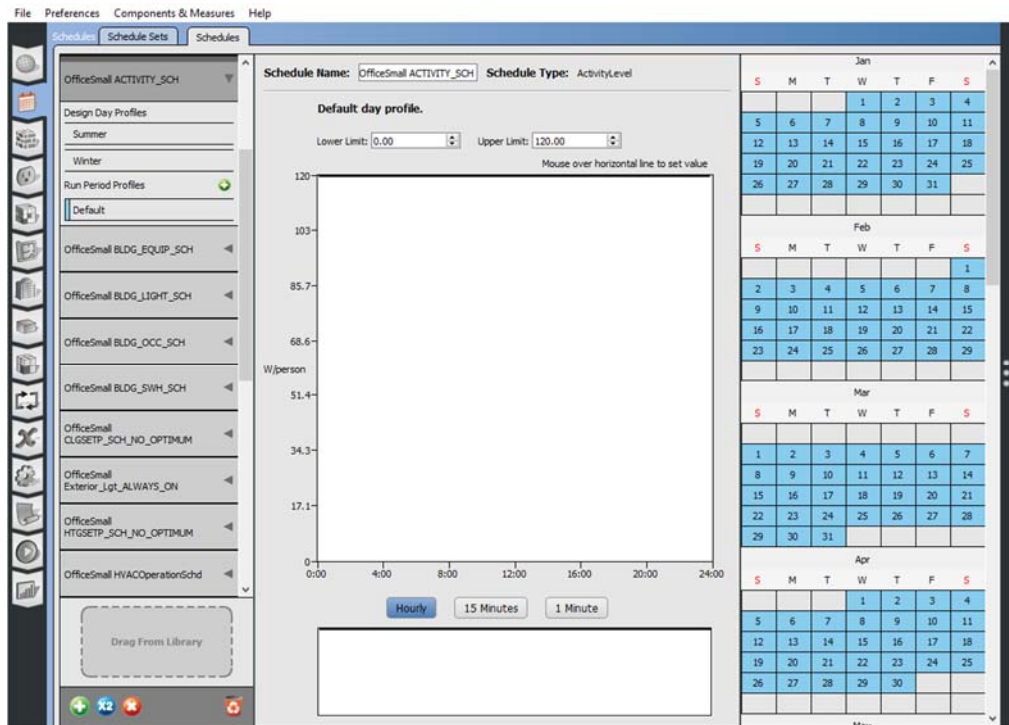 File Preferences Components & Measures Help
Schedules Schedule Sets Schedules
OfficeSmall ACTIVITY_SCH
Design Day Profiles
Summer
Winter
Run Period Profiles
Default
OfficeSmall BLDG_EQUIP_SCH
OfficeSmall BLDG_LIGHT_SCH
OfficeSmall BLDG_OCC_SCH
OfficeSmall BLDG_SWH_SCH
OfficeSmall
CLGSETP_SCH_NO_OPTIMUM
OfficeSmall
Exterior_Lgt_ALWAYS_ON
OfficeSmall
HTGSETP_SCH_NO_OPTIMUM
OfficeSmall HVACOperationSchd
Drag From Library
X2
Schedule Name: OfficeSmall ACTIVITY_SCH Schedule Type: ActivityLevel
Default day profile.
Lower Limit: 0.00 Upper Limit: 120.00
Mouse over horizontal line to set value
120
103
85.7
68.6
W/person
51.4
34.3
17.1
0
0:00 4:00 8:00 12:00 16:00 20:00 24:00
Hourly 15 Minutes 1 Minute
Jan
S M T W T F S
1 2 3 4
5 6 7 8 9 10 11
12 13 14 15 16 17 18
19 20 21 22 23 24 25
26 27 28 29 30 31
Feb
S M T W T F S
1
2 3 4 5 6 7 8
9 10 11 12 13 14 15
16 17 18 19 20 21 22
23 24 25 26 27 28 29
Mar
S M T W T F S
1 2 3 4 5 6 7
8 9 10 11 12 13 14
15 16 17 18 19 20 21
22 23 24 25 26 27 28
29 30 31
Apr
S M T W T F S
1 2 3 4
5 6 7 8 9 10 11
12 13 14 15 16 17 18
19 20 21 22 23 24 25
26 27 28 29 30